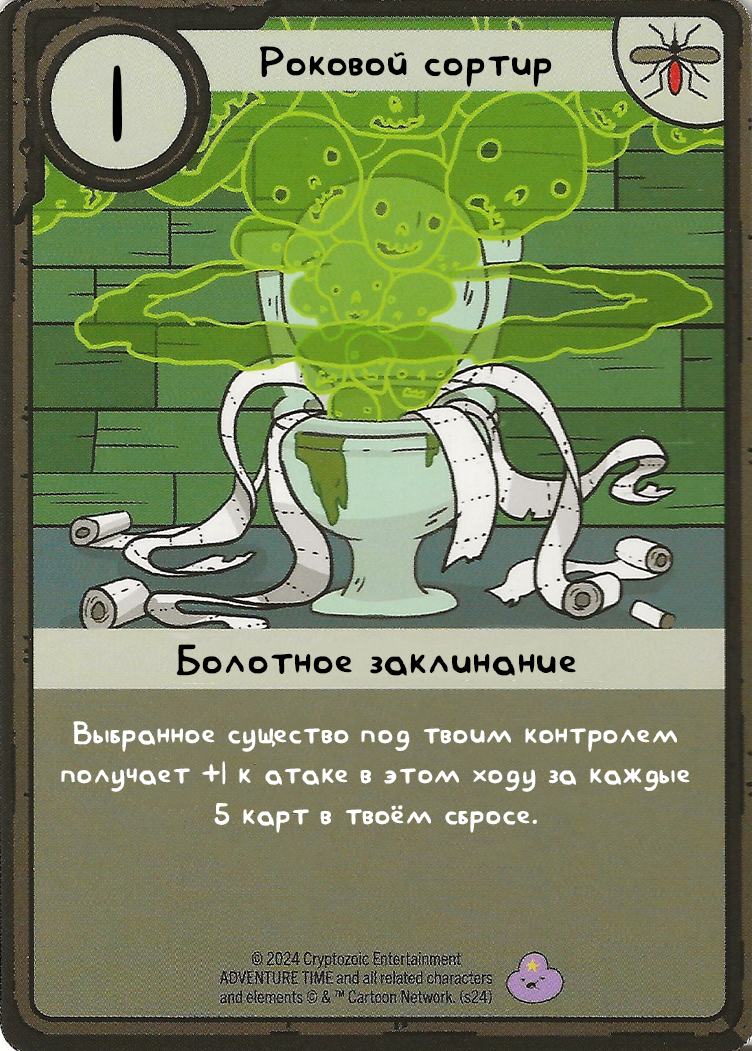 1
Роковой сортир
Болотное заклинание
Выбранное существо под твоим контролем
получает +1 к атаке в этом ходу за каждые
5 карт в твоём сбросе.
© 2024 Cryptozoic Entertainment
ADVENTURE TIME and all related characters
and elements © & ™ Cartoon Network. (s24)